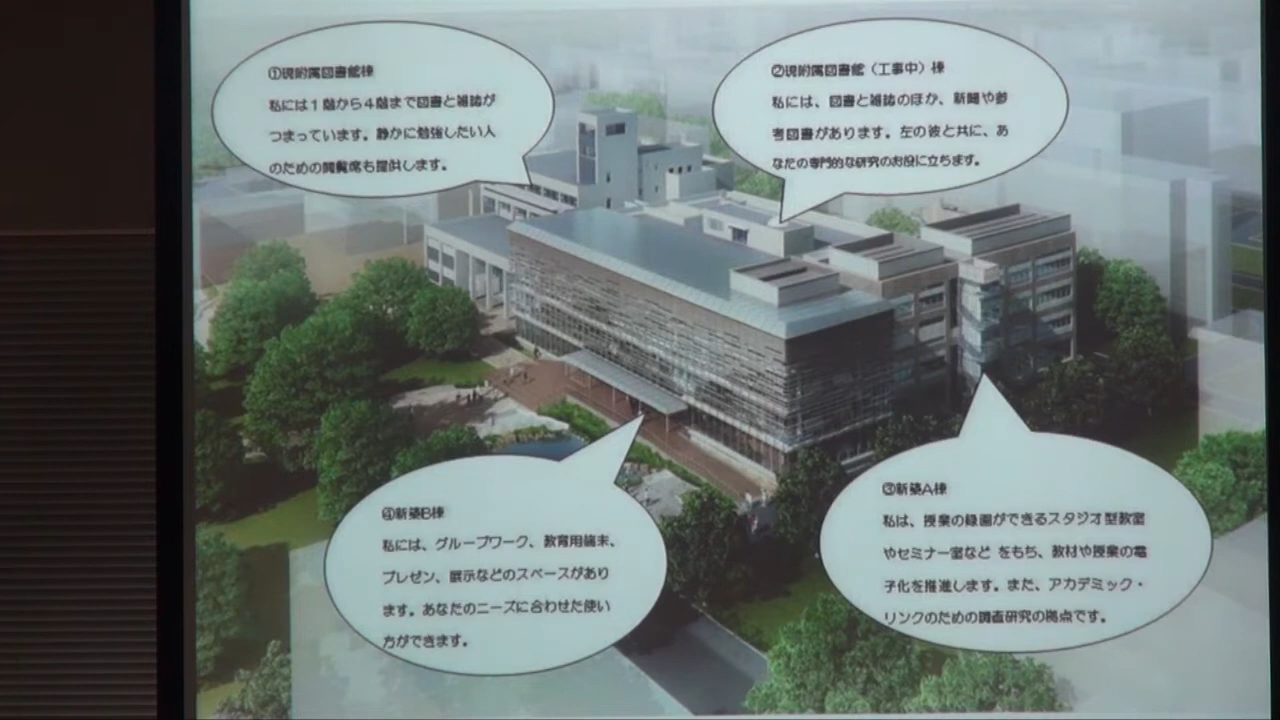 ①現附属図書館棟
私には１階から４階まで図書と雑誌が
つまっています。静かに勉強したい人
のための閲覧席も提供します。
②現附属図書館（工事中）棟
私には、図書と雑誌のほか、新聞や参
考図書があります。左の彼と共に、あ
なたの専門的な研究のお役に立ちます。
③新築A棟
私は、授業の録画ができるスタジオ型教室
やセミナー室など をもち、教材や授業の電
子化を推進します。また、アカデミック・
リンクのための調査研究の拠点です。
④新築B棟
私には、グループワーク、教育用端末、
プレゼン、展示などのスペースがあり
ます。あなたのニーズに合わせた使い
方ができます。